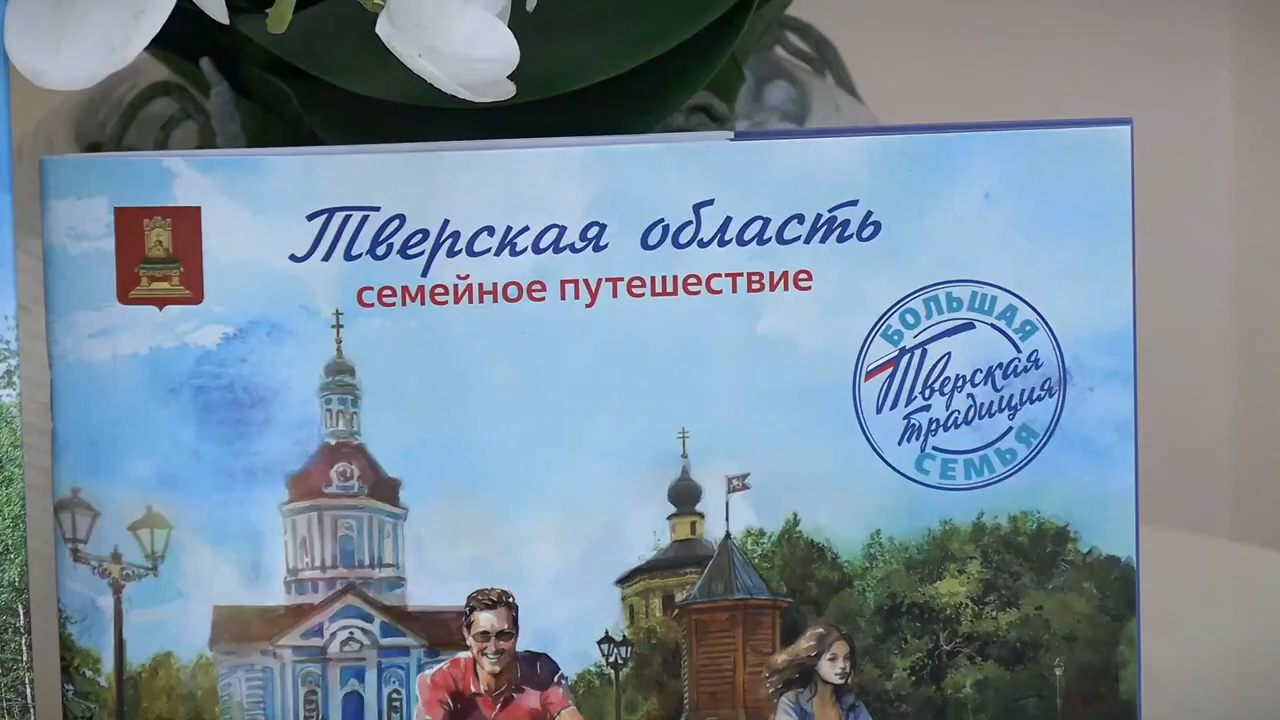 Тверская область
семейное путешествие
БОЛЬШАЯ
Тверская
традиция
СЕМЬЯ